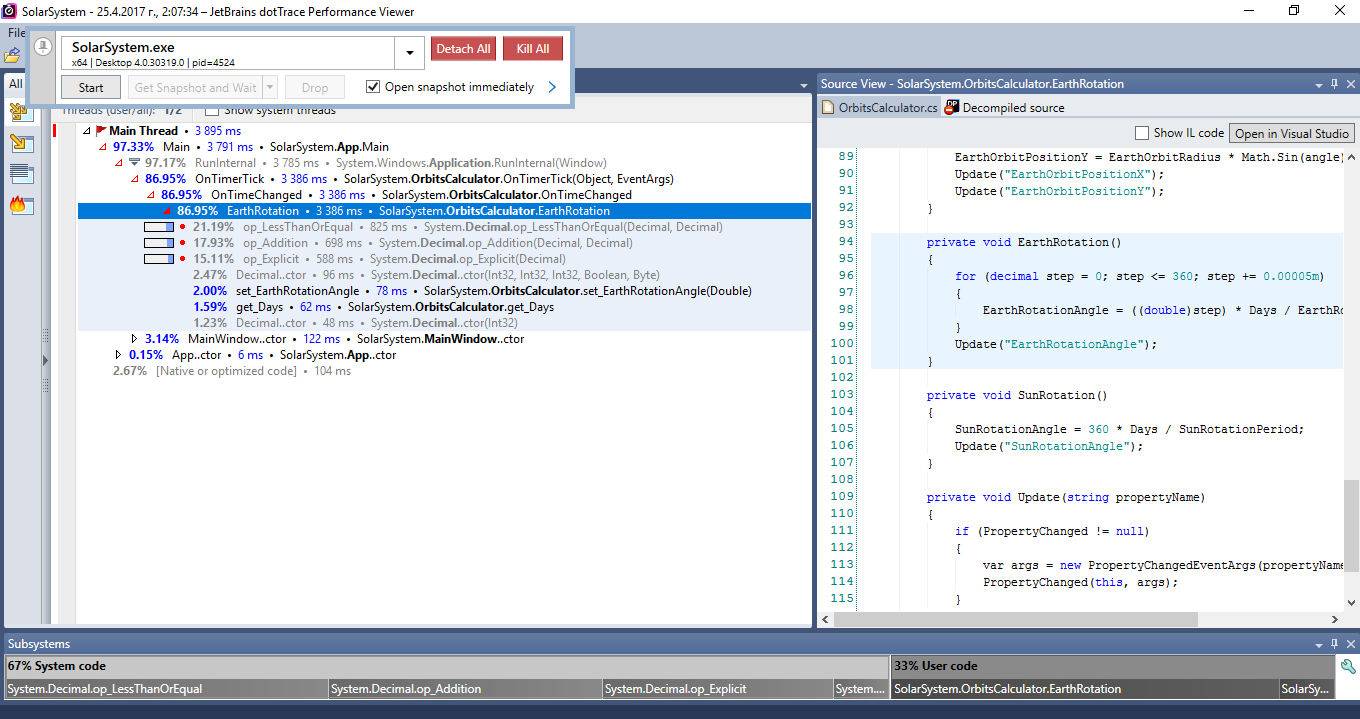 SolarSystem - 25.4.2017 г., 2:07:34 – JetBrains dotTrace Performance Viewer
File
SolarSystem.exe
x64 | Desktop 4.0.30319.0 | pid=4524
Detach All
Kill All
Start
Get Snapshot and Wait
Drop
Open snapshot immediately
All
Threads (user/all): 1/2
Show system threads
Main Thread • 3 895 ms
97.33% Main • 3 791 ms • SolarSystem.App.Main
97.17% RunInternal • 3 785 ms • System.Windows.Application.RunInternal(Window)
86.95% OnTimerTick • 3 386 ms • SolarSystem.OrbitsCalculator.OnTimerTick(Object, EventArgs)
86.95% OnTimeChanged • 3 386 ms • SolarSystem.OrbitsCalculator.OnTimeChanged
86.95% EarthRotation • 3 386 ms • SolarSystem.OrbitsCalculator.EarthRotation
21.19% op_LessThanOrEqual • 825 ms • System.Decimal.op_LessThanOrEqual(Decimal, Decimal)
17.93% op_Addition • 698 ms • System.Decimal.op_Addition(Decimal, Decimal)
15.11% op_Explicit • 588 ms • System.Decimal.op_Explicit(Decimal)
2.47% Decimal..ctor • 96 ms • System.Decimal..ctor(Int32, Int32, Int32, Boolean, Byte)
2.00% set_EarthRotationAngle • 78 ms • SolarSystem.OrbitsCalculator.set_EarthRotationAngle(Double)
1.59% get_Days • 62 ms • SolarSystem.OrbitsCalculator.get_Days
1.23% Decimal..ctor • 48 ms • System.Decimal..ctor(Int32)
3.14% MainWindow..ctor • 122 ms • SolarSystem.MainWindow..ctor
0.15% App..ctor • 6 ms • SolarSystem.App..ctor
2.67% [Native or optimized code] • 104 ms
Source View - SolarSystem.OrbitsCalculator.EarthRotation
OrbitsCalculator.cs
DP
Decompiled source
Show IL code
Open in Visual Studio
89 EarthOrbitPositionY = EarthOrbitRadius * Math.Sin(angle)
90 Update("EarthOrbitPositionX");
91 Update("EarthOrbitPositionY");
92 }
93
94 private void EarthRotation()
95 {
96 for (decimal step = 0; step <= 360; step += 0.00005m)
97 {
98 EarthRotationAngle = ((double)step) * Days / EarthRo
99 }
100 Update("EarthRotationAngle");
101 }
102
103 private void SunRotation()
104 {
105 SunRotationAngle = 360 * Days / SunRotationPeriod;
106 Update("SunRotationAngle");
107 }
108
109 private void Update(string propertyName)
110 {
111 if (PropertyChanged != null)
112 {
113 var args = new PropertyChangedEventArgs(propertyName
114 PropertyChanged(this, args);
115 }
Subsystems
67% System code
33% User code
System.Decimal.op_LessThanOrEqual
System.Decimal.op_Addition
System.Decimal.op_Explicit
System....
SolarSystem.OrbitsCalculator.EarthRotation
SolarSy...